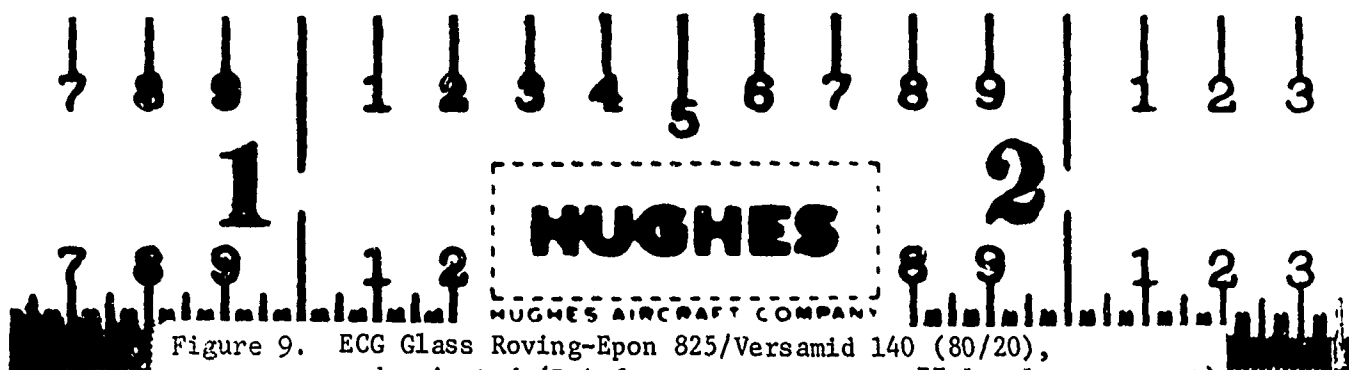 7 8 9 1 2 3 4 5 6 7 8 9 1 2 3
1 2
HUGHES
7 8 9 1 2 8 9 1 2 3
HUGHES AIRCRAFT COMPANY
Figure 9. ECG Glass Roving-Epon 825/Versamid 140 (80/20),